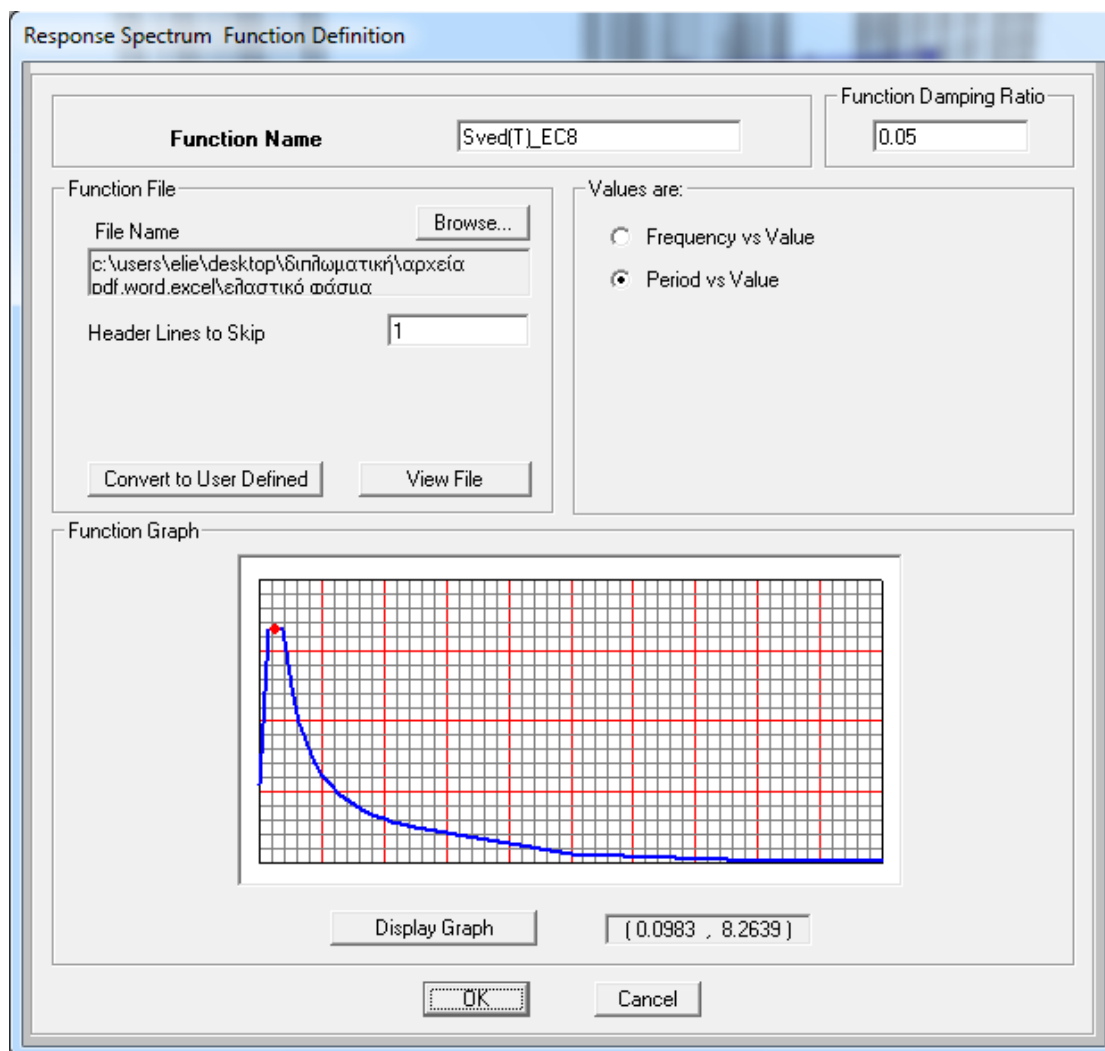 Response Spectrum Function Definition
Function Damping Ratio
Function Name
Sved(T)_EC8
0.05
Function File
Values are:
File Name
Browse...
c:\users\elie\desktop\διπλωματική\αρχεία
pdf.word.excel\ελαστικό φάσμα
Header Lines to Skip
1
Frequency vs Value
Period vs Value
Convert to User Defined
View File
Function Graph
Display Graph
( 0.0983 , 8.2639 )
OK
Cancel